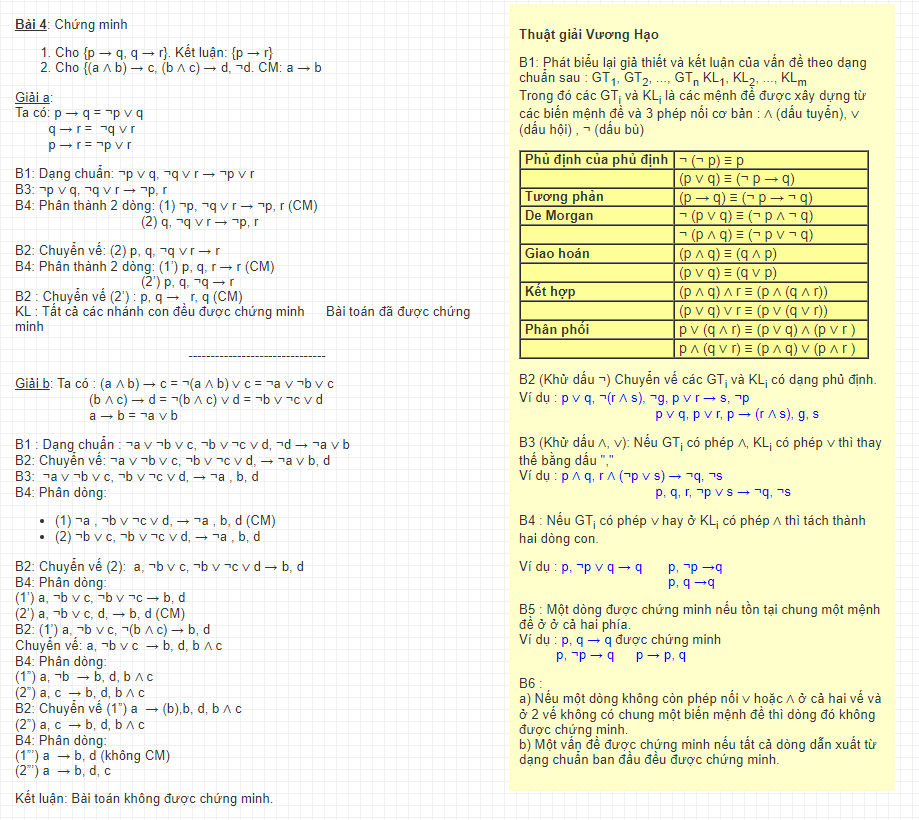 Bài 4: Chứng minh
1. Cho {p → q, q → r}. Kết luận: {p → r}
2. Cho {(a ∧ b) → c, (b ∧ c) → d, ¬d. CM: a → b
Giải a:
Ta có: p → q = ¬p ∨ q
q → r = ¬q ∨ r
p → r = ¬p ∨ r
B1: Dạng chuẩn: ¬p ∨ q, ¬q ∨ r → ¬p ∨ r
B3: ¬p ∨ q, ¬q ∨ r → ¬p, r
B4: Phân thành 2 dòng: (1) ¬p, ¬q ∨ r → ¬p, r (CM)
(2) q, ¬q ∨ r → ¬p, r
B2: Chuyển vế: (2) p, q, ¬q ∨ r → r
B4: Phân thành 2 dòng: (1') p, q, r → r (CM)
(2') p, q, ¬q → r
B2 : Chuyển vế (2') : p, q → r, q (CM)
KL : Tất cả các nhánh con đều được chứng minh Bài toán đã được chứng
minh
-------------------------------
Giải b: Ta có : (a ∧ b) → c = ¬(a ∧ b) ∨ c = ¬a ∨ ¬b ∨ c
(b ∧ c) → d = ¬(b ∧ c) ∨ d = ¬b ∨ ¬c ∨ d
a → b = ¬a ∨ b
B1 : Dạng chuẩn : ¬a ∨ ¬b ∨ c, ¬b ∨ ¬c ∨ d, ¬d → ¬a ∨ b
B2: Chuyển vế: ¬a ∨ ¬b ∨ c, ¬b ∨ ¬c ∨ d, → ¬a ∨ b, d
B3: ¬a ∨ ¬b ∨ c, ¬b ∨ ¬c ∨ d, → ¬a , b, d
B4: Phân dòng:
• (1) ¬a , ¬b ∨ ¬c ∨ d, → ¬a , b, d (CM)
• (2) ¬b ∨ c, ¬b ∨ ¬c ∨ d, → ¬a , b, d
B2: Chuyển vế (2): a, ¬b ∨ c, ¬b ∨ ¬c ∨ d → b, d
B4: Phân dòng:
(1') a, ¬b ∨ c, ¬b ∨ ¬c → b, d
(2') a, ¬b ∨ c, d, → b, d (CM)
B2: (1') a, ¬b ∨ c, ¬(b ∧ c) → b, d
Chuyển vế: a, ¬b ∨ c → b, d, b ∧ c
B4: Phân dòng:
(1") a, ¬b → b, d, b ∧ c
(2") a, c → b, d, b ∧ c
B2: Chuyển vế (1") a → (b),b, d, b ∧ c
(2") a, c → b, d, b ∧ c
B4: Phân dòng:
(1"') a → b, d (không CM)
(2"') a → b, d, c
Kết luận: Bài toán không được chứng minh.
Thuật giải Vương Hạo
B1: Phát biểu lại giả thiết và kết luận của vấn đề theo dạng
chuẩn sau : GT1, GT2, ..., GTn KL1, KL2, ..., KLm
Trong đó các GTi và KLi là các mệnh đề được xây dựng từ
các biến mệnh đề và 3 phép nối cơ bản : ∧ (dấu tuyển), ∨
(dấu hội) , ¬ (dấu bù)
Phủ định của phủ định ¬ (¬ p) ≡ p
(p ∨ q) ≡ (¬ p → q)
Tương phản (p → q) ≡ (¬ p → ¬ q)
De Morgan ¬ (p ∨ q) ≡ (¬ p ∧ ¬ q)
¬ (p ∧ q) ≡ (¬ p ∨ ¬ q)
Giao hoán (p ∧ q) ≡ (q ∧ p)
(p ∨ q) ≡ (q ∨ p)
Kết hợp (p ∧ q) ∧ r ≡ (p ∧ (q ∧ r))
(p ∨ q) ∨ r ≡ (p ∨ (q ∨ r))
Phân phối p ∨ (q ∧ r) ≡ (p ∨ q) ∧ (p ∨ r )
p ∧ (q ∨ r) ≡ (p ∧ q) ∨ (p ∧ r )
B2 (Khử dấu ¬) Chuyển vế các GTi và KLi có dạng phủ định.
Ví dụ : p ∨ q, ¬(r ∧ s), ¬g, p ∨ r → s, ¬p
p ∨ q, p ∨ r, p → (r ∧ s), g, s
B3 (Khử dấu ∧, ∨): Nếu GTi có phép ∧, KLi có phép ∨ thì thay
thế bằng dấu ","
Ví dụ : p ∧ q, r ∧ (¬p ∨ s) → ¬q, ¬s
p, q, r, ¬p ∨ s → ¬q, ¬s
B4 : Nếu GTi có phép ∨ hay ở KLi có phép ∧ thì tách thành
hai dòng con.
Ví dụ : p, ¬p ∨ q → q p, ¬p →q
p, q →q
B5 : Một dòng được chứng minh nếu tồn tại chung một mệnh
đề ở ở cả hai phía.
Ví dụ : p, q → q được chứng minh
p, ¬p → q p → p, q
B6 :
a) Nếu một dòng không còn phép nối ∨ hoặc ∧ ở cả hai vế và
ở 2 vế không có chung một biến mệnh đề thì dòng đó không
được chứng minh.
b) Một vấn đề được chứng minh nếu tất cả dòng dẫn xuất từ
dạng chuẩn ban đầu đều được chứng minh.